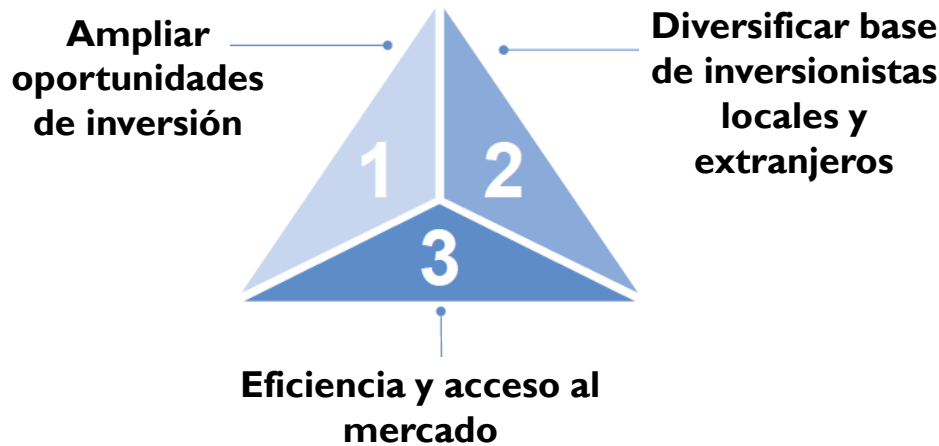 Ampliar
oportunidades
de inversión
Diversificar base
de inversionistas
locales y
extranjeros
1
2
3
Eficiencia y acceso al
mercado